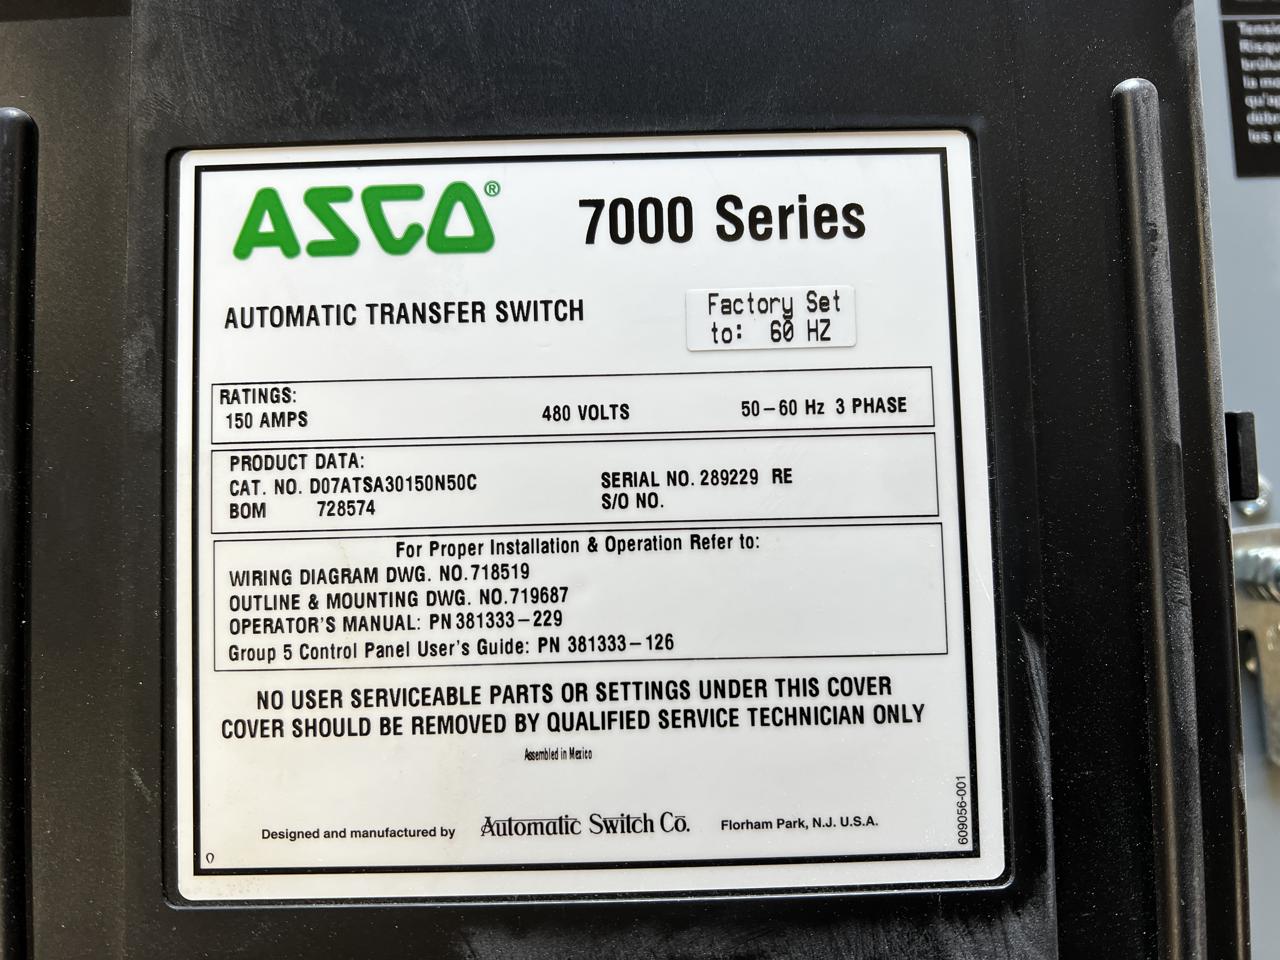 ASCO® 7000 Series
AUTOMATIC TRANSFER SWITCH
Factory Set
to: 60 HZ
RATINGS:
150 AMPS 480 VOLTS 50-60 Hz 3 PHASE
PRODUCT DATA:
CAT. NO. D07ATSA30150N50C SERIAL NO. 289229 RE
BOM 728574 S/O NO.
For Proper Installation & Operation Refer to:
WIRING DIAGRAM DWG. NO. 718519
OUTLINE & MOUNTING DWG. NO. 719687
OPERATOR'S MANUAL: PN 381333-229
Group 5 Control Panel User's Guide: PN 381333-126
NO USER SERVICEABLE PARTS OR SETTINGS UNDER THIS COVER
COVER SHOULD BE REMOVED BY QUALIFIED SERVICE TECHNICIAN ONLY
Assembled in Mexico
Designed and manufactured by Automatic Switch Co. Florham Park, N.J. U.S.A.
609056-001